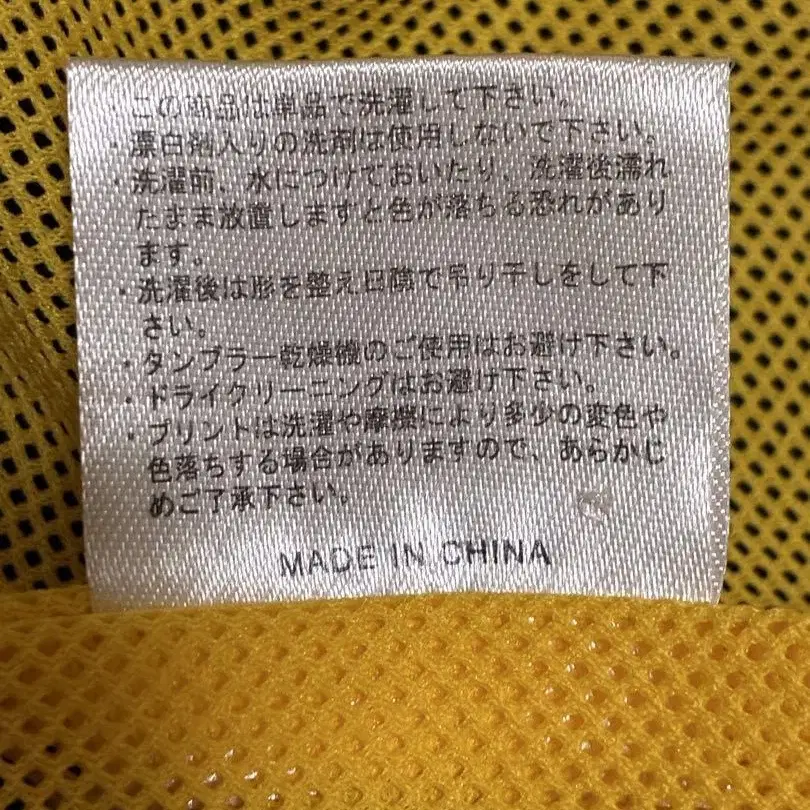 ・この商品は単品で洗濯して下さい。
・漂白剤入りの洗剤は使用しないで下さい。
・洗濯前、水につけておいたり、洗濯後濡れ
たまま放置しますと色が落ちる恐れがあり
ます。
・洗濯後は形を整え日陰で吊り干しをして下
さい。
・タンブラー乾燥機のご使用はお避け下さい。
・ドライクリーニングはお避け下さい。
・プリントは洗濯や摩擦により多少の変色や
色落ちする場合がありますので、あらかじ
めご了承下さい。
MADE IN CHINA